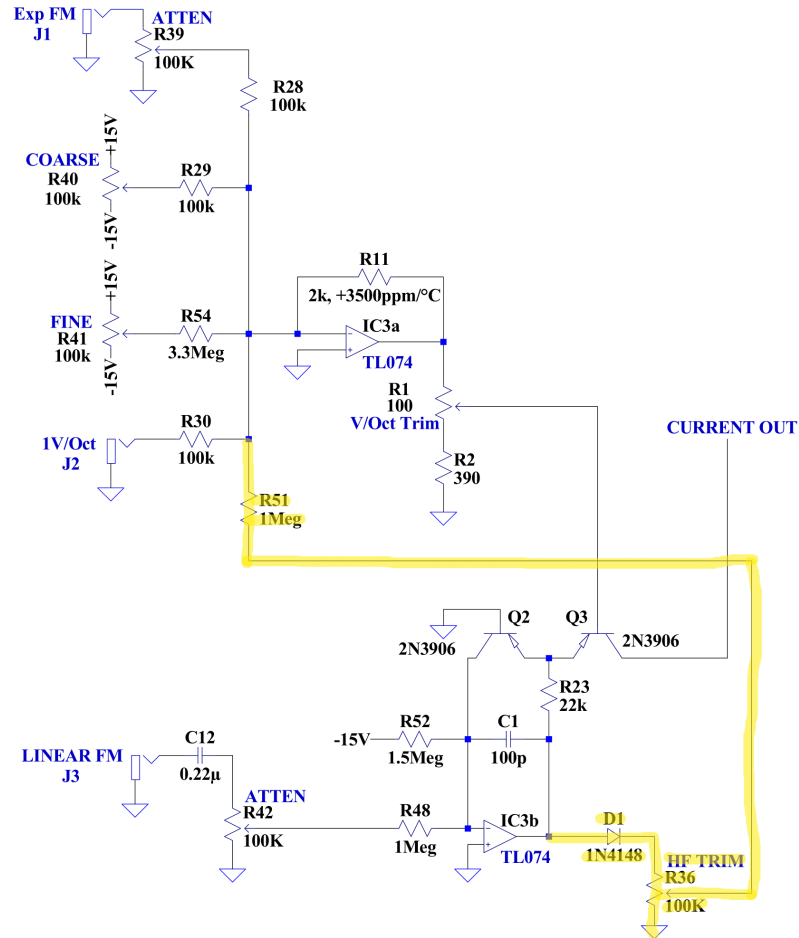 Exp FM
J1
ATTEN
R39
100K
R28
100k
+15V
COARSE
R40
100k
-15V
R29
100k
+15V
FINE
R41
100k
-15V
R54
3.3Meg
R11
2k, +3500ppm/°C
IC3a
TL074
R1
100
V/Oct Trim
R2
390
1V/Oct
J2
R30
100k
CURRENT OUT
R51
1Meg
Q2
2N3906
Q3
2N3906
R23
22k
-15V
R52
1.5Meg
C1
100p
LINEAR FM
J3
C12
0.22µ
ATTEN
R42
100K
R48
1Meg
IC3b
TL074
D1
1N4148
HF TRIM
R36
100K